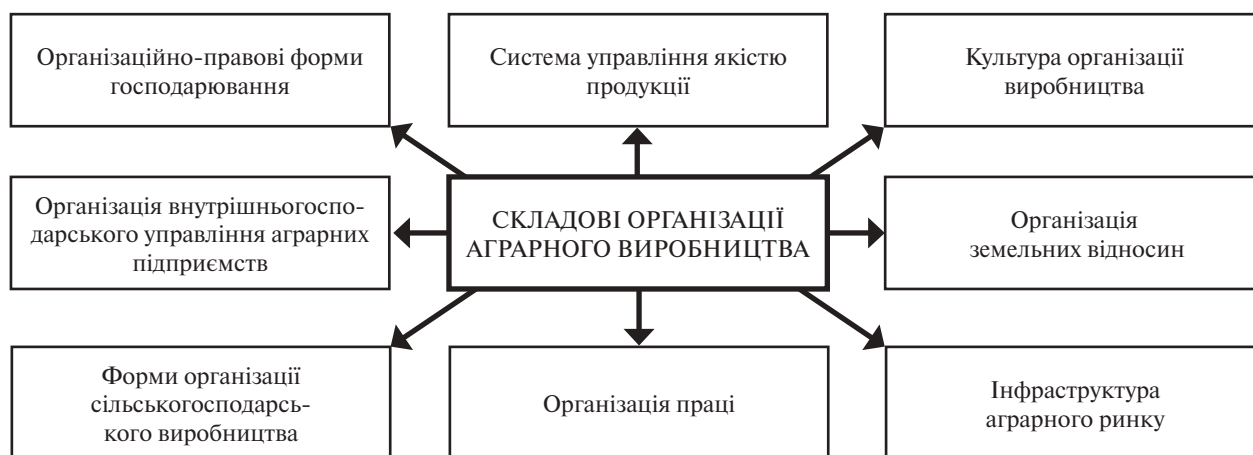 Організаційно-правові форми
господарювання
Система управління якістю
продукції
Культура організації
виробництва
Організація внутрішньогоспо-
дарського управління аграрних
підприємств
СКЛАДОВІ ОРГАНІЗАЦІЇ
АГРАРНОГО ВИРОБНИЦТВА
Організація
земельних відносин
Форми організації
сільськогосподарсь-
кого виробництва
Організація праці
Інфраструктура
аграрного ринку